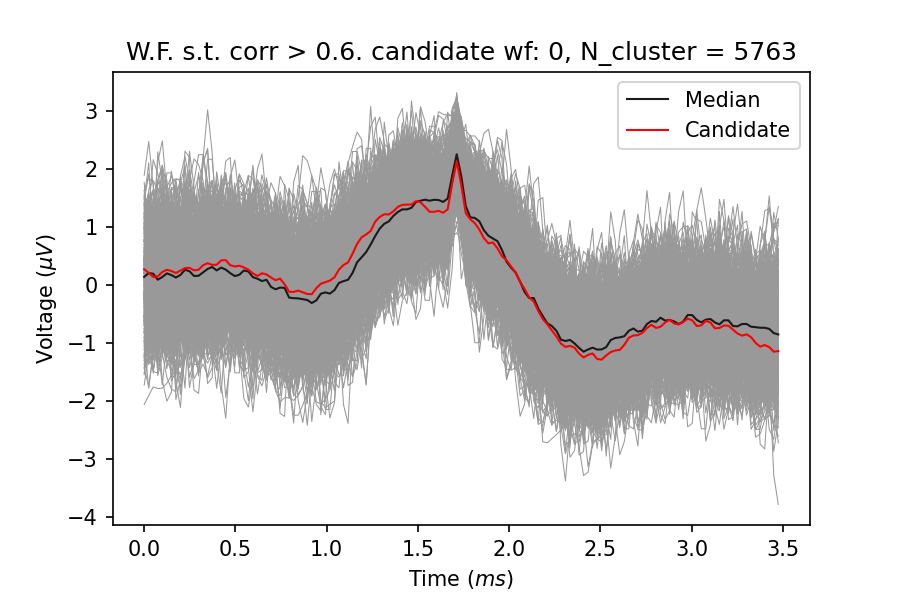 W.F. s.t. corr > 0.6. candidate wf: 0, N_cluster = 5763
Median
Candidate
Voltage (μV)
3
2
1
0
−1
−2
−3
−4
0.0 0.5 1.0 1.5 2.0 2.5 3.0 3.5
Time (ms)